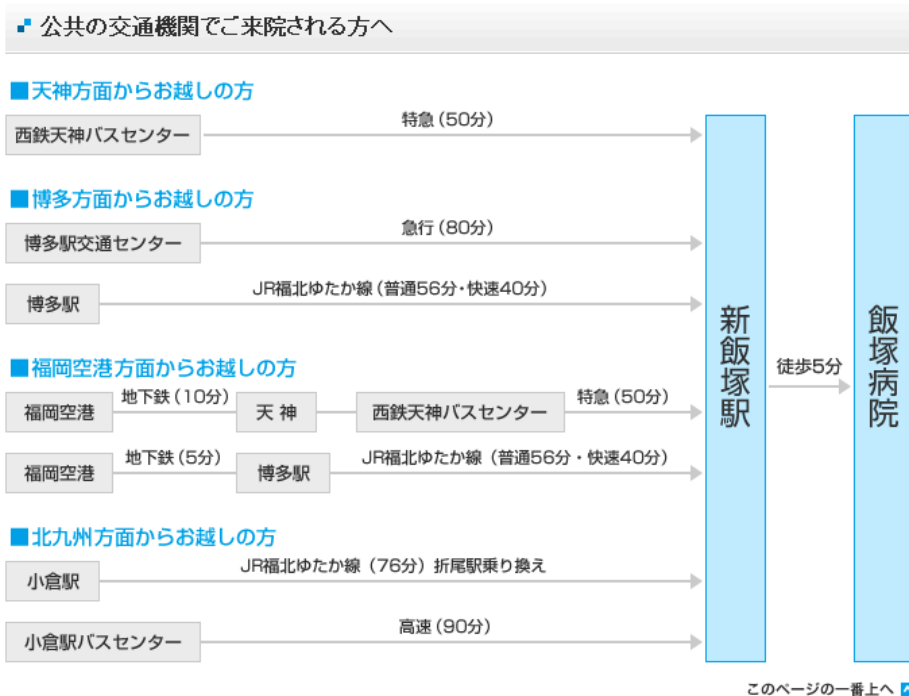 公共の交通機関でご来院される方へ
■天神方面からお越しの方
西鉄天神バスセンター
特急(50分)
■博多方面からお越しの方
博多駅交通センター
急行(80分)
博多駅
JR福北ゆたか線(普通56分・快速40分)
■福岡空港方面からお越しの方
福岡空港
地下鉄(10分)
天神
西鉄天神バスセンター
特急(50分)
福岡空港
地下鉄(5分)
博多駅
JR福北ゆたか線(普通56分・快速40分)
■北九州方面からお越しの方
小倉駅
JR福北ゆたか線(76分)折尾駅乗り換え
小倉駅バスセンター
高速(90分)
新飯塚駅
徒歩5分
飯塚病院
このページの一番上へ